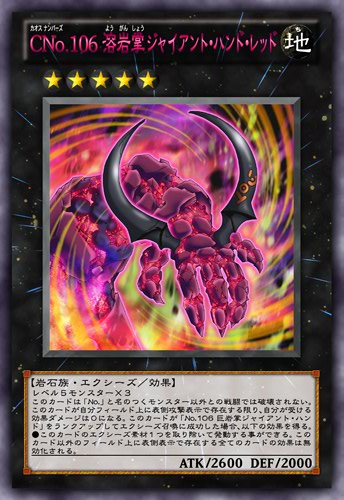 カオスナンバーズ ようがんしょう
CNo.106 溶岩掌ジャイアント・ハンド・レッド
地
106
【岩石族・エクシーズ/効果】
レベル5モンスター×3
このカードは「No.」と名のつくモンスター以外との戦闘では破壊されない。
このカードが自分フィールド上に表側攻撃表示で存在する限り、自分が受ける
効果ダメージは0になる。このカードが「No.106 巨岩掌ジャイアント・ハン
ド」をランクアップしてエクシーズ召喚に成功した場合、以下の効果を得る。
●このカードのエクシーズ素材1つを取り除いて発動する事ができる。このカ
ード以外のフィールド上に表側表示で存在する全てのカードの効果は無
効化される。
ATK/2600 DEF/2000